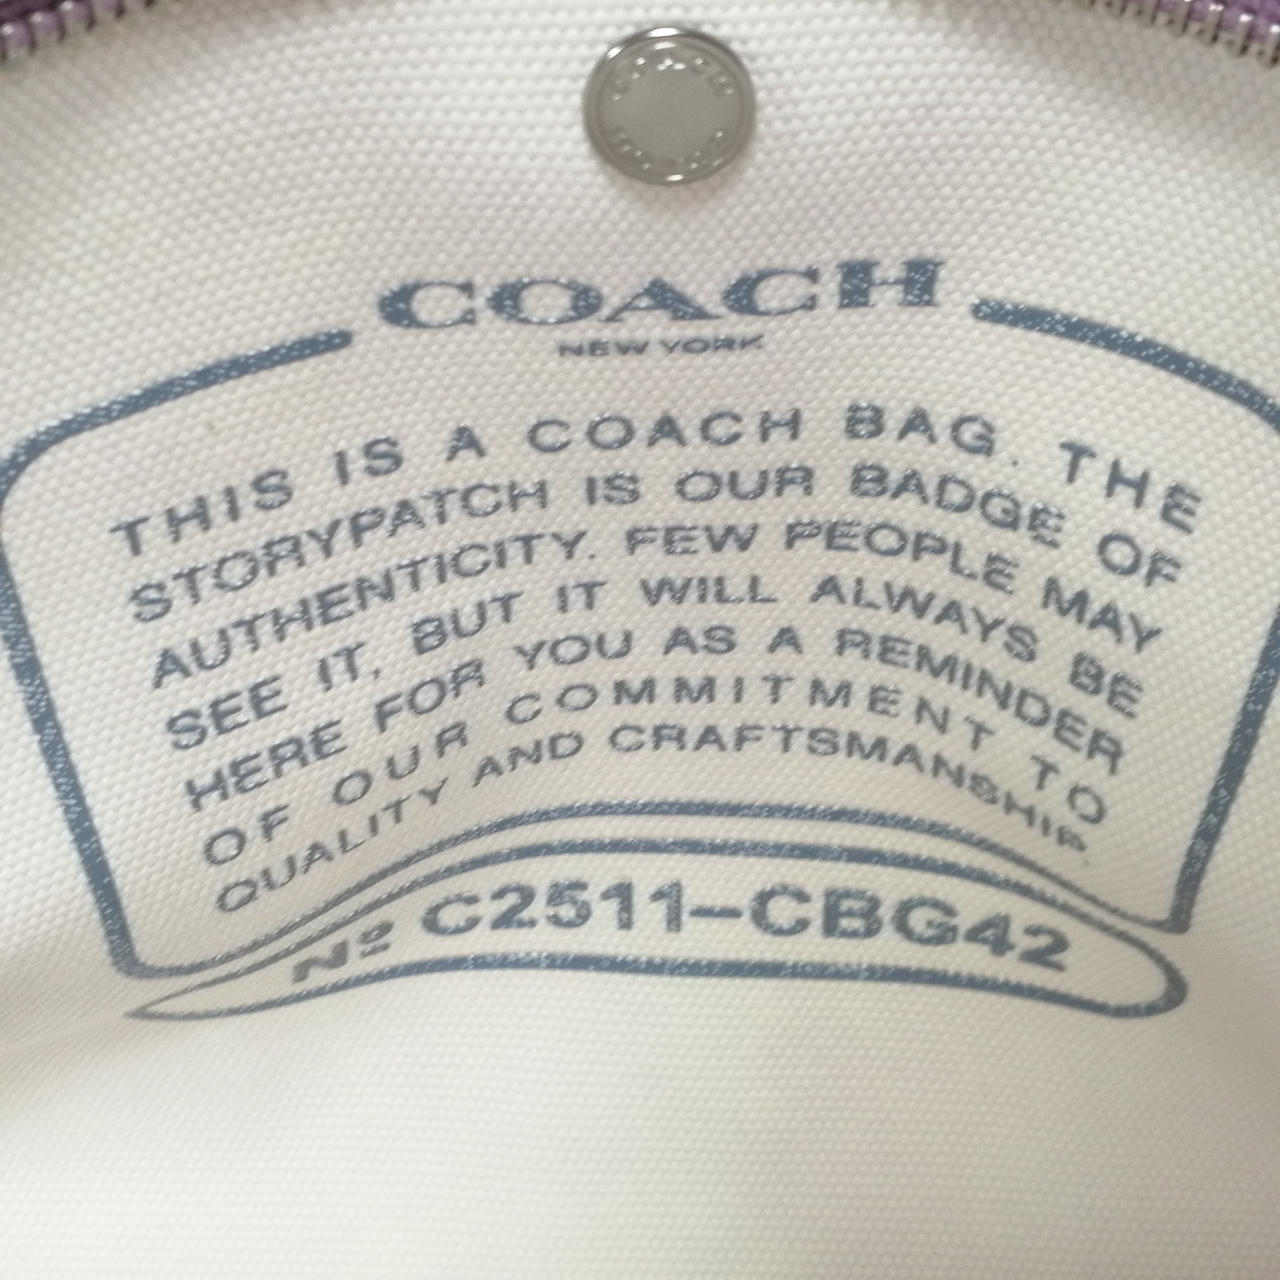 COACH
NEW YORK
THIS IS A COACH BAG. THE
STORYPATCH IS OUR BADGE OF
AUTHENTICITY. FEW PEOPLE MAY
SEE IT, BUT IT WILL ALWAYS BE
HERE FOR YOU AS A REMINDER
OF OUR COMMITMENT TO
QUALITY AND CRAFTSMANSHIP.
Nº C2511-CBG42